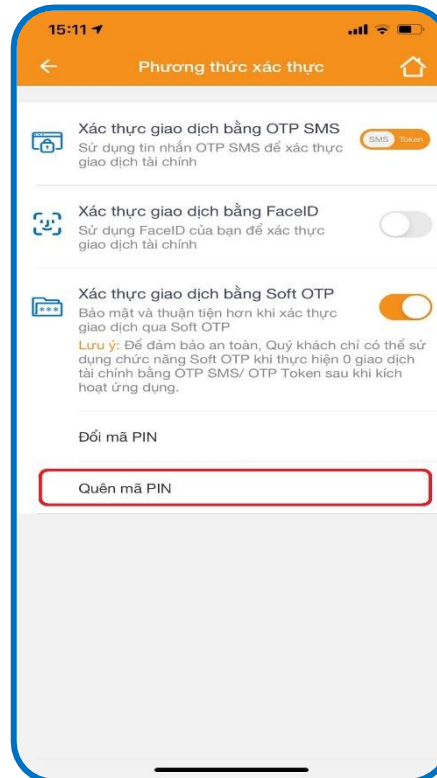 15:11
Phương thức xác thực
Xác thực giao dịch bằng OTP SMS
SMS Token
Sử dụng tin nhắn OTP SMS để xác thực
giao dịch tài chính
Xác thực giao dịch bằng FaceID
Sử dụng FaceID của bạn để xác thực
giao dịch tài chính
Xác thực giao dịch bằng Soft OTP
***
Bảo mật và thuận tiện hơn khi xác thực
giao dịch qua Soft OTP
Lưu ý: Để đảm bảo an toàn, Quý khách chỉ có thể sử
dụng chức năng Soft OTP khi thực hiện 0 giao dịch
tài chính bằng OTP SMS/ OTP Token sau khi kích
hoạt ứng dụng.
Đổi mã PIN
Quên mã PIN